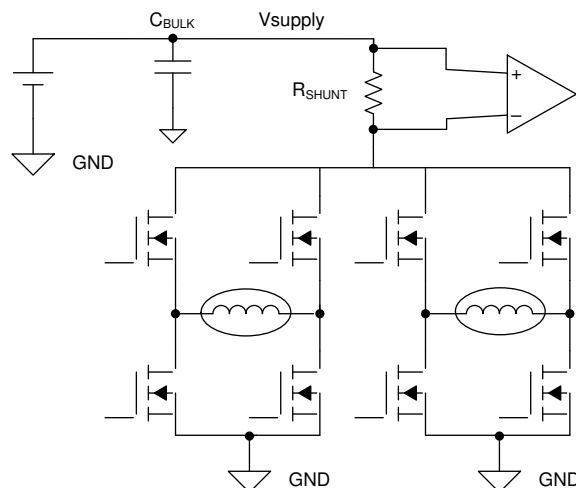 CBULK Vsupply
RSHUNT
+
−
GND
GND
GND